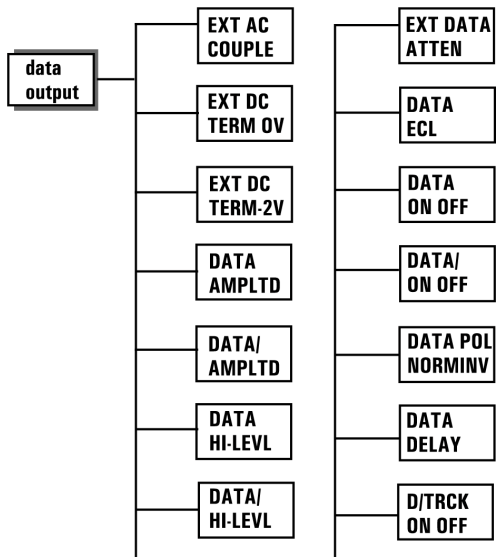 data
output
EXT AC
COUPLE
EXT DC
TERM 0V
EXT DC
TERM-2V
DATA
AMPLTD
DATA/
AMPLTD
DATA
HI-LEVL
DATA/
HI-LEVL
EXT DATA
ATTEN
DATA
ECL
DATA
ON OFF
DATA/
ON OFF
DATA POL
NORMINV
DATA
DELAY
D/TRCK
ON OFF